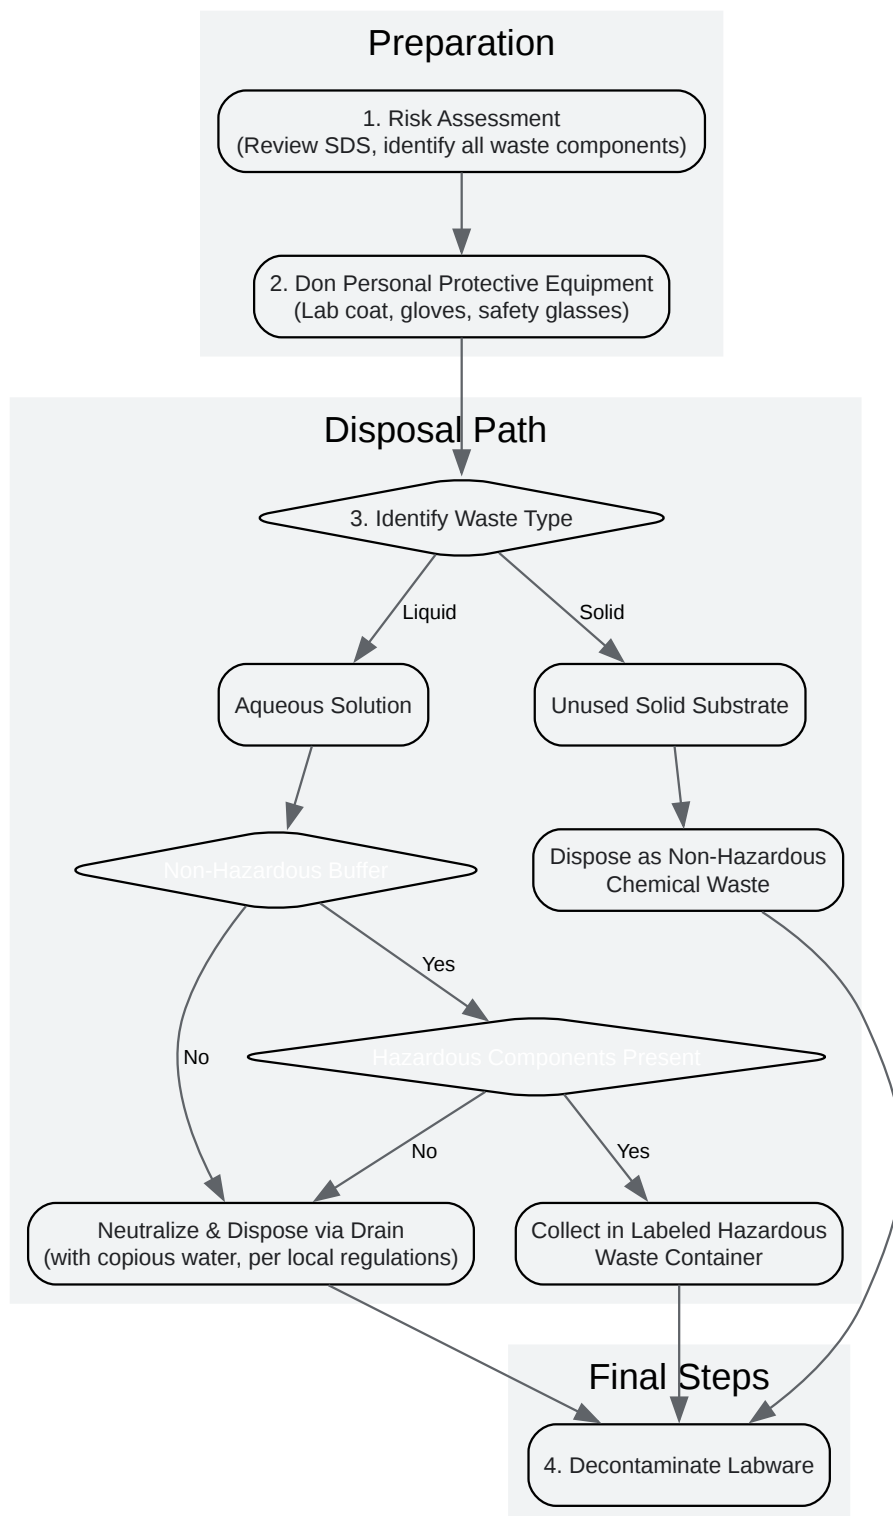 Preparation
1. Risk Assessment
(Review SDS, identify all waste components)
2. Don Personal Protective Equipment
(Lab coat, gloves, safety glasses)
Disposal Path
3. Identify Waste Type
Liquid
Solid
Aqueous Solution
Unused Solid Substrate
Non-Hazardous Buffer
Dispose as Non-Hazardous
Chemical Waste
Yes
No
Hazardous Components Present
No
Yes
Neutralize & Dispose via Drain
(with copious water, per local regulations)
Collect in Labeled Hazardous
Waste Container
Final Steps
4. Decontaminate Labware